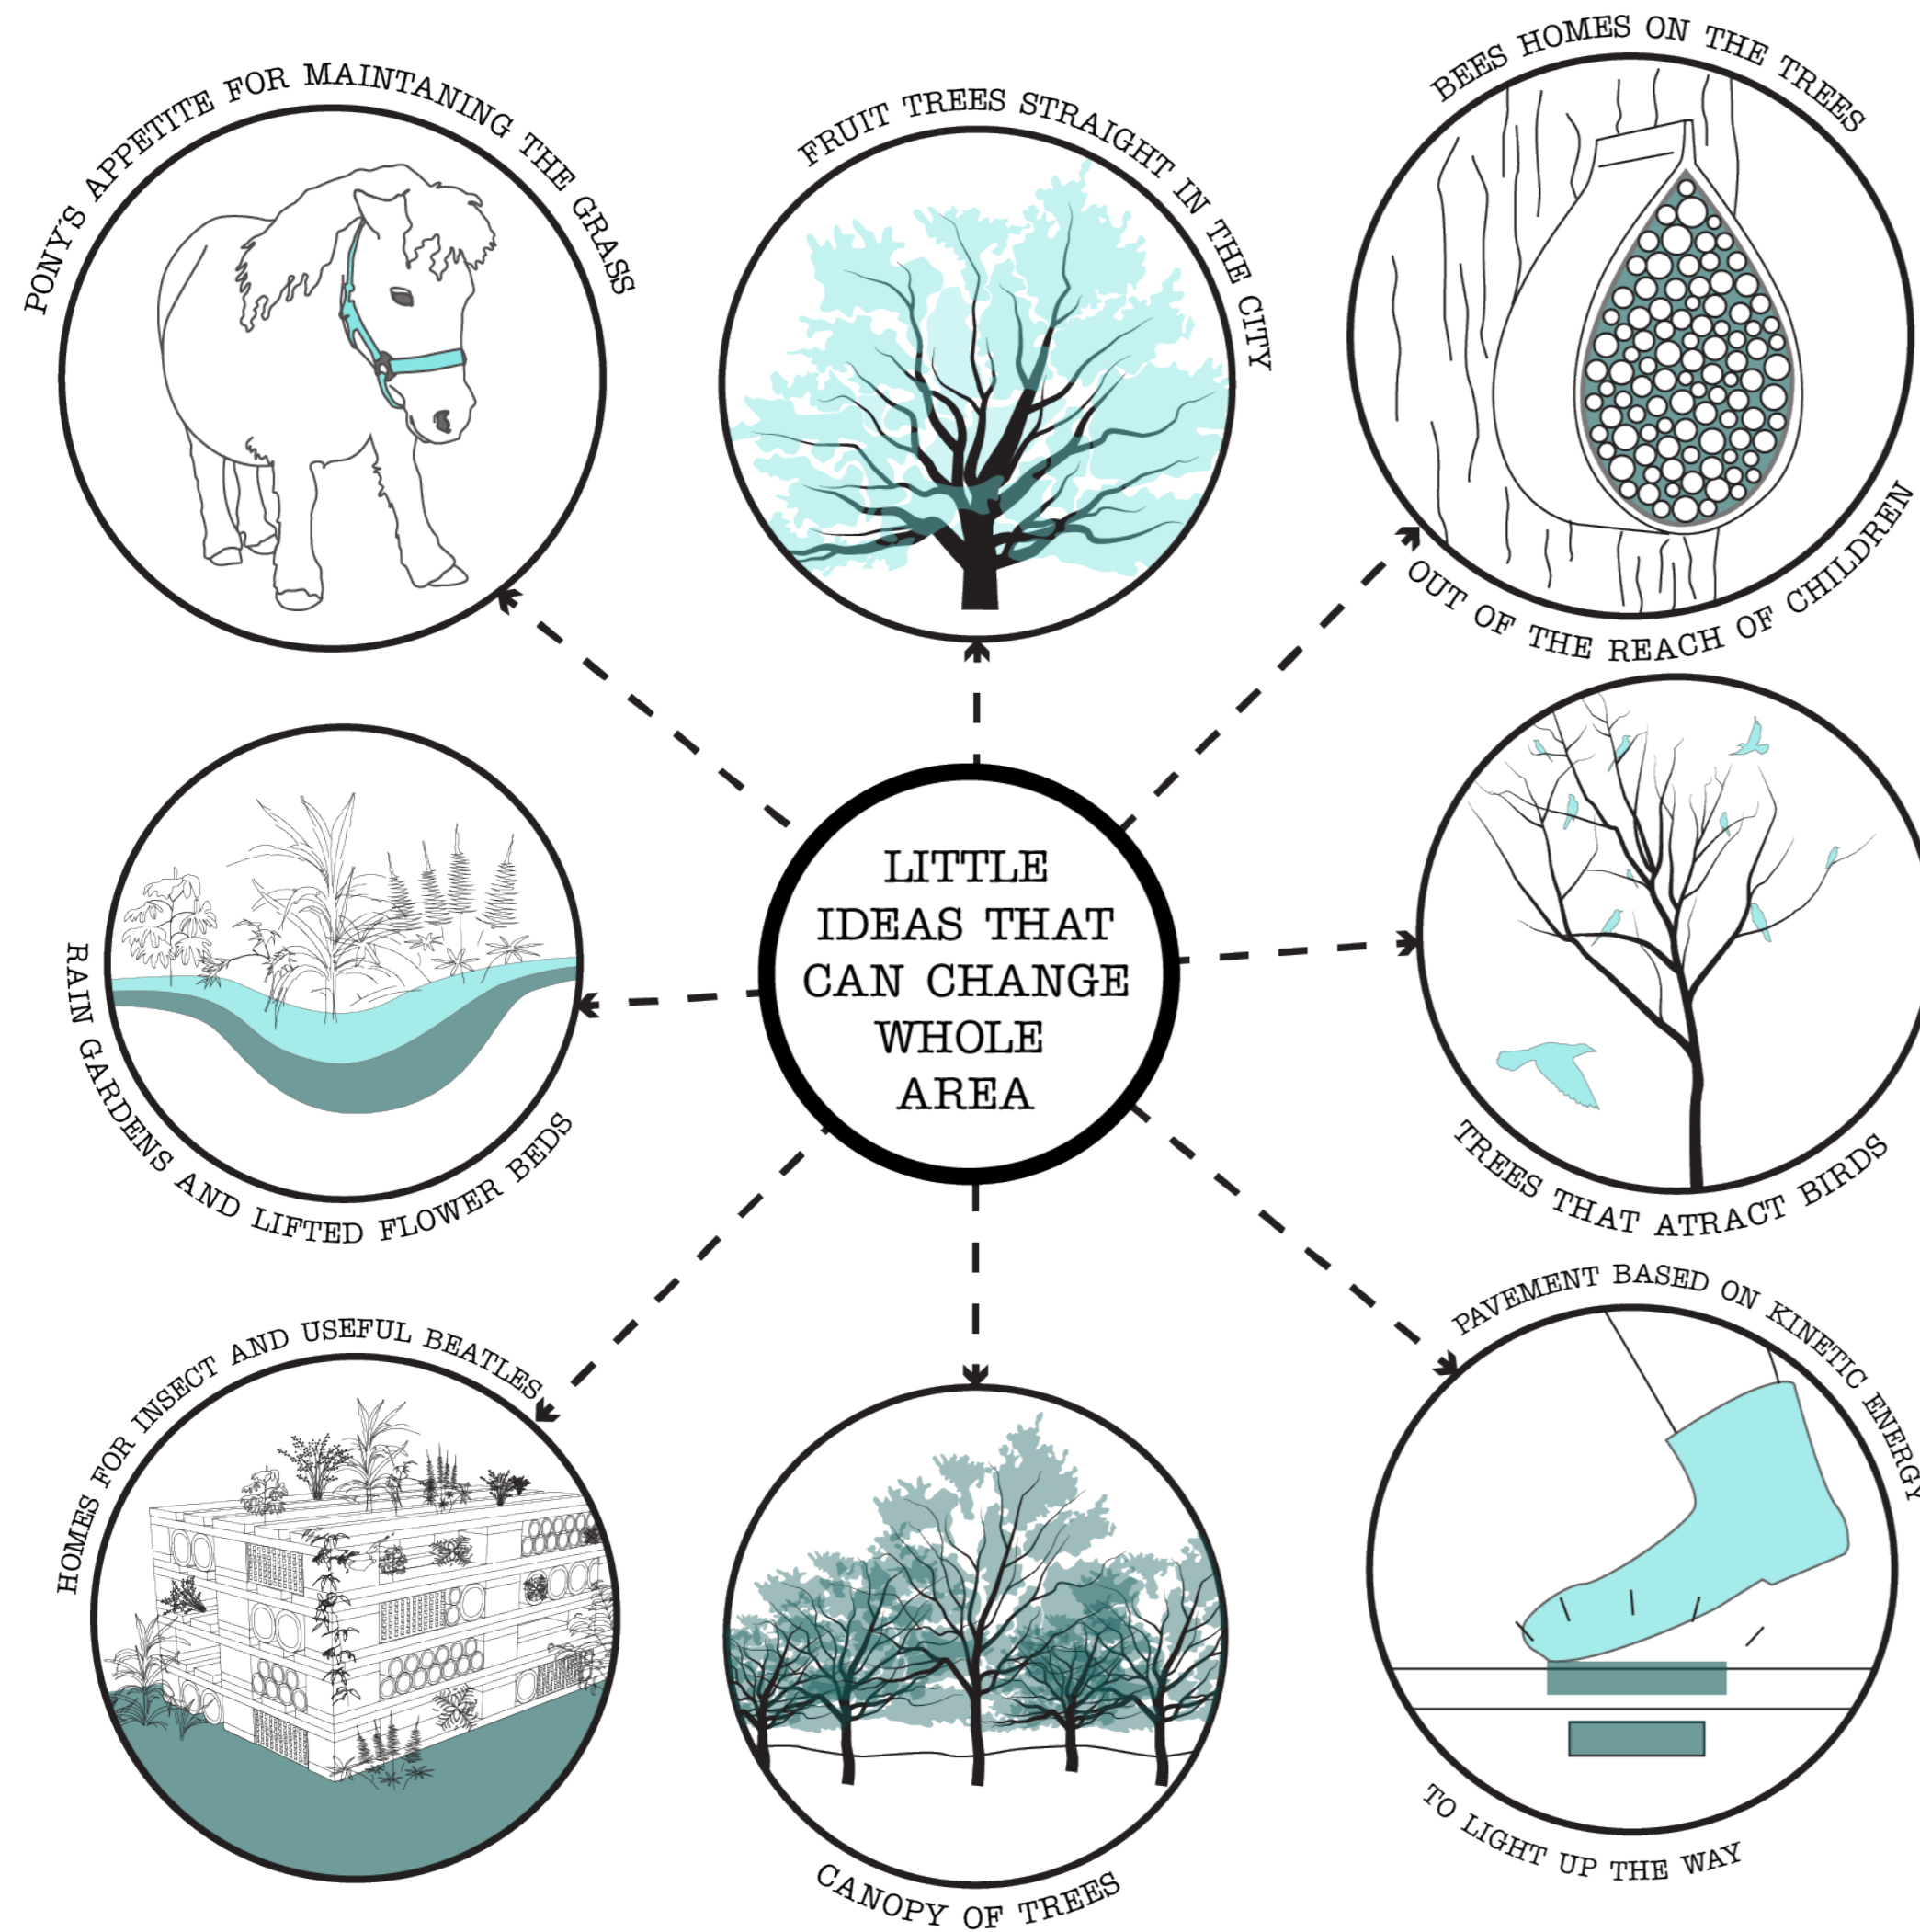 PONY'S APPETITE FOR MAINTANING THE GRASS
FRUIT TREES STRAIGHT IN THE CITY
BEES HOMES ON THE TREES
OUT OF THE REACH OF CHILDREN
LITTLE
IDEAS THAT
CAN CHANGE
WHOLE
AREA
RAIN GARDENS AND LIFTED FLOWER BEDS
TREES THAT ATRACT BIRDS
HOMES FOR INSECT AND USEFUL BEATLES
CANOPY OF TREES
PAVEMENT BASED ON KINETIC ENERGY
TO LIGHT UP THE WAY